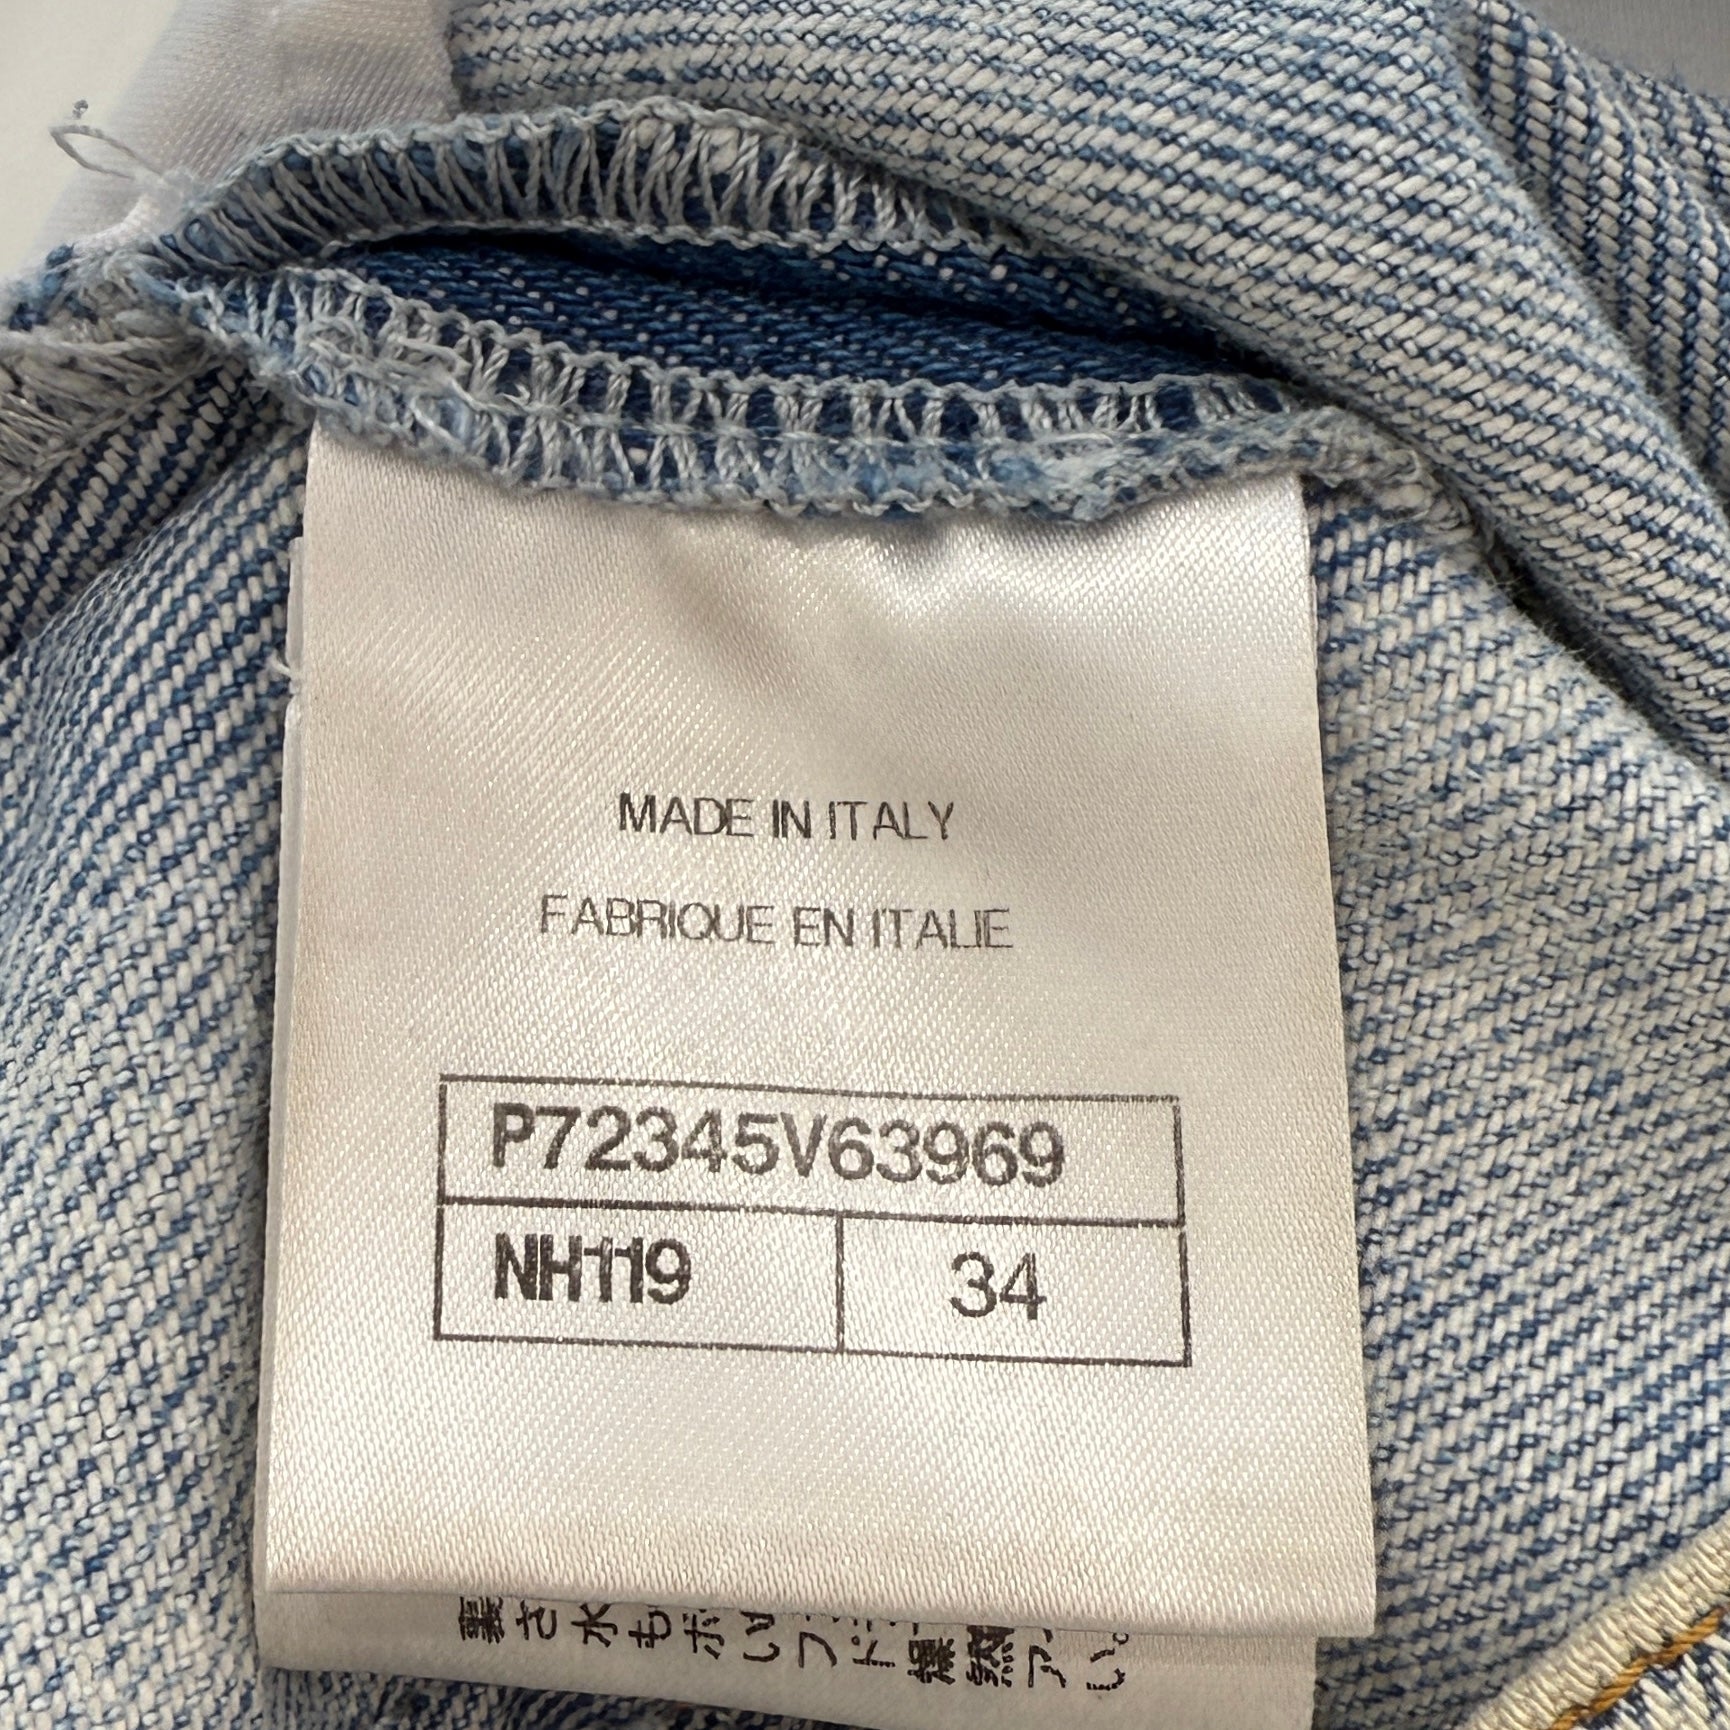 MADE IN ITALY
FABRIQUE EN ITALIE
P72345V63969
NH119 34